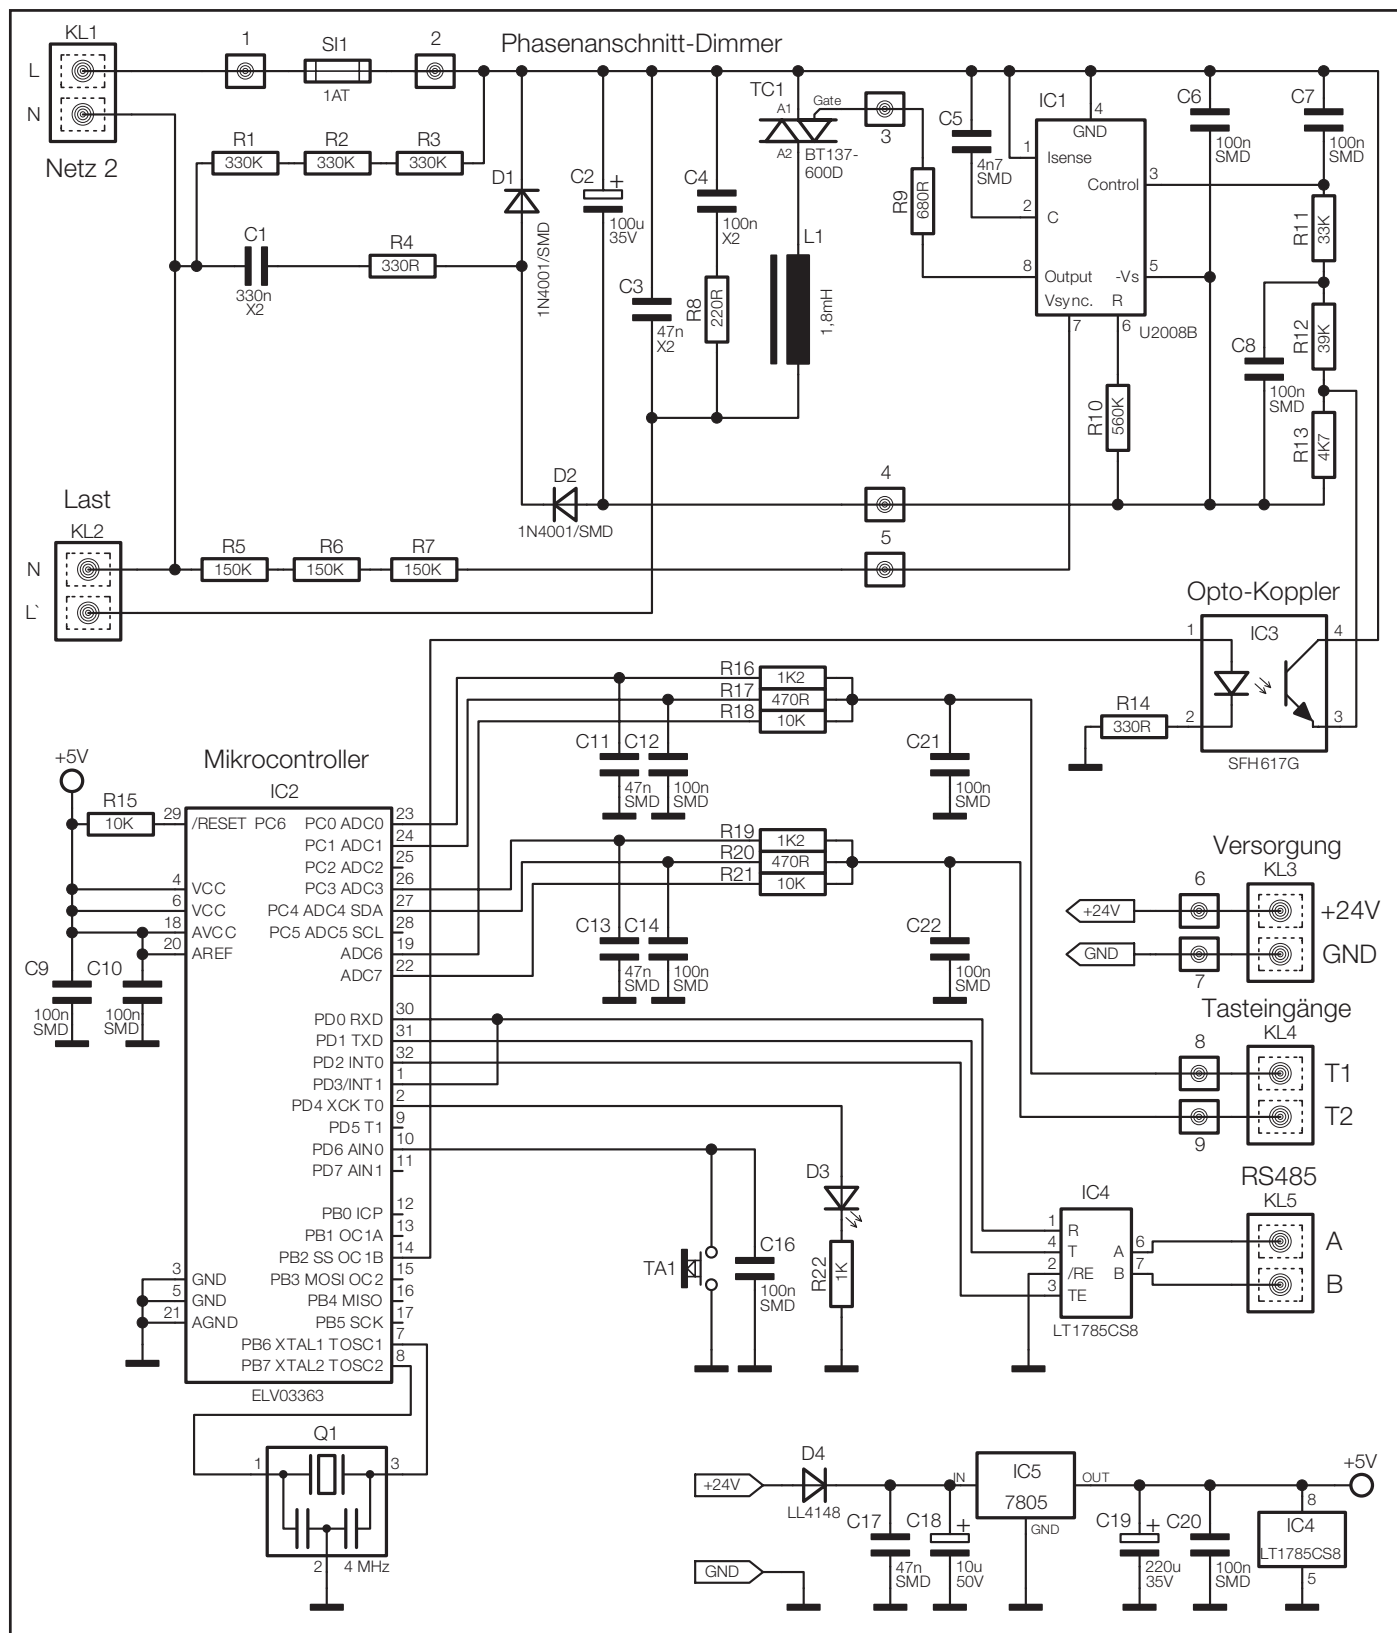 KL1
1
SI1
2
Phasenanschnitt-Dimmer
L
1AT
N
Netz 2
R1
R2
R3
330K
330K
330K
D1
1N4001/SMD
C2
+
100u
35V
C4
100n
X2
TC1
A1
Gate
A2
BT137-
600D
3
C5
4n7
SMD
IC1
4
GND
1
Isense
Control
3
2
C
8
Output
-Vs
5
Vsync.
R
7
6
U2008B
C6
100n
SMD
C7
100n
SMD
R9
680R
R11
33K
C1
330n
X2
R4
330R
C3
47n
X2
R8
220R
L1
1,8mH
R12
39K
C8
100n
SMD
R10
560K
R13
4K7
D2
1N4001/SMD
4
5
Last
KL2
N
L`
R5
R6
R7
150K
150K
150K
Opto-Koppler
1
IC3
4
2
3
SFH617G
R14
330R
R16
1K2
R17
470R
R18
10K
C11
47n
SMD
C12
100n
SMD
C21
100n
SMD
+5V
Mikrocontroller
IC2
R15
10K
29
/RESET PC6
PC0 ADC0
23
PC1 ADC1
24
PC2 ADC2
25
4
VCC
PC3 ADC3
26
6
VCC
PC4 ADC4 SDA
27
18
AVCC
PC5 ADC5 SCL
28
20
AREF
ADC6
19
ADC7
22
C9
100n
SMD
C10
100n
SMD
R19
1K2
R20
470R
R21
10K
C13
47n
SMD
C14
100n
SMD
C22
100n
SMD
Versorgung
KL3
+24V
6
+24V
GND
7
GND
PD0 RXD
30
PD1 TXD
31
PD2 INT0
32
PD3/INT1
1
PD4 XCK T0
2
PD5 T1
9
PD6 AIN0
10
PD7 AIN1
11
Tasteingänge
KL4
8
T1
T2
9
PB0 ICP
12
PB1 OC1A
13
PB2 SS OC1B
14
3
GND
PB3 MOSI OC2
15
5
GND
PB4 MISO
16
21
AGND
PB5 SCK
17
PB6 XTAL1 TOSC1
7
PB7 XTAL2 TOSC2
8
ELV03363
TA1
C16
100n
SMD
D3
R22
1K
IC4
1
R
4
T
A
6
2
/RE
B
7
3
TE
LT1785CS8
RS485
KL5
A
B
Q1
1
3
2
4 MHz
+24V
D4
LL4148
GND
C17
47n
SMD
C18
+
10u
50V
IN
IC5
7805
OUT
GND
C19
+
220u
35V
C20
100n
SMD
+5V
8
IC4
LT1785CS8
5